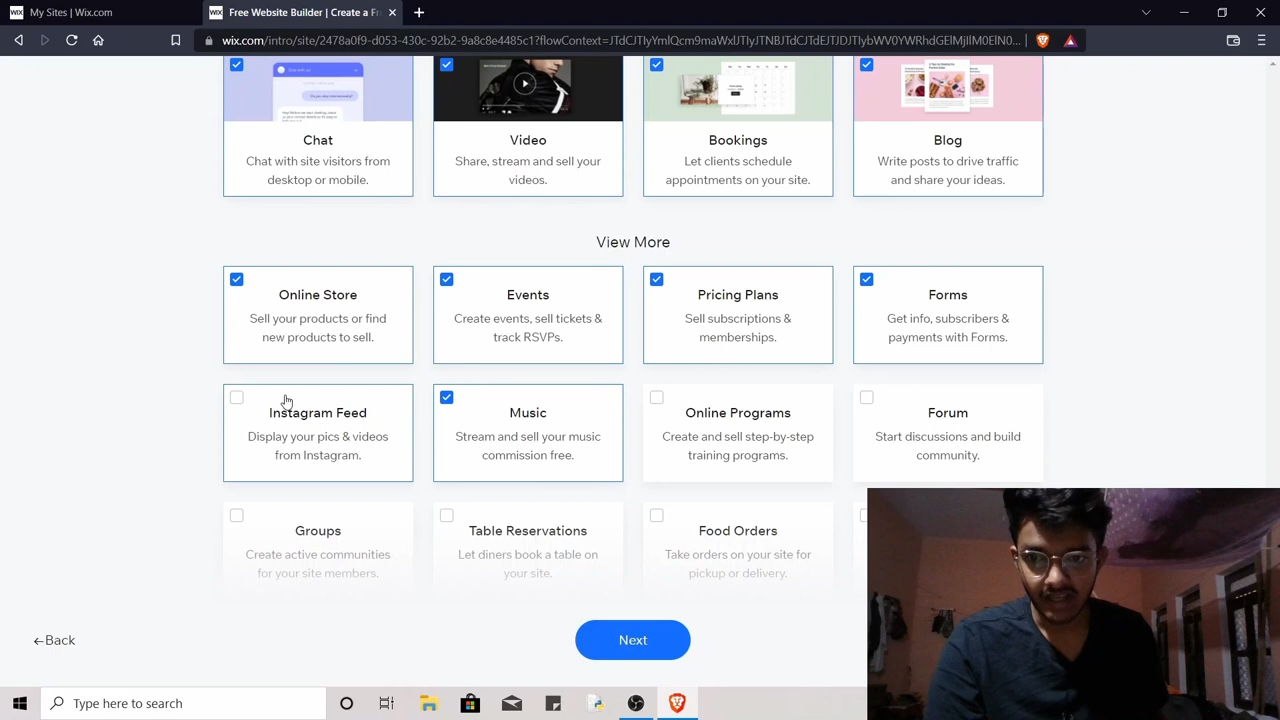 My Sites | Wix.com
Free Website Builder | Create a Fr
wix.com/intro/site/2478a0f9-d053-430c-92b2-9a8c8e4485c1?flowContext=
Chat
Chat with site visitors from
desktop or mobile.
Video
Share, stream and sell your
videos.
Bookings
Let clients schedule
appointments on your site.
Blog
Write posts to drive traffic
and share your ideas.
View More
Online Store
Sell your products or find
new products to sell.
Events
Create events, sell tickets &
track RSVPs.
Pricing Plans
Sell subscriptions &
memberships.
Forms
Get info, subscribers &
payments with Forms.
Instagram Feed
Display your pics & videos
from Instagram.
Music
Stream and sell your music
commission free.
Online Programs
Create and sell step-by-step
training programs.
Forum
Start discussions and build
community.
Groups
Create active communities
for your site members.
Table Reservations
Let diners book a table on
your site.
Food Orders
Take orders on your site for
pickup or delivery.
←Back
Next
Type here to search